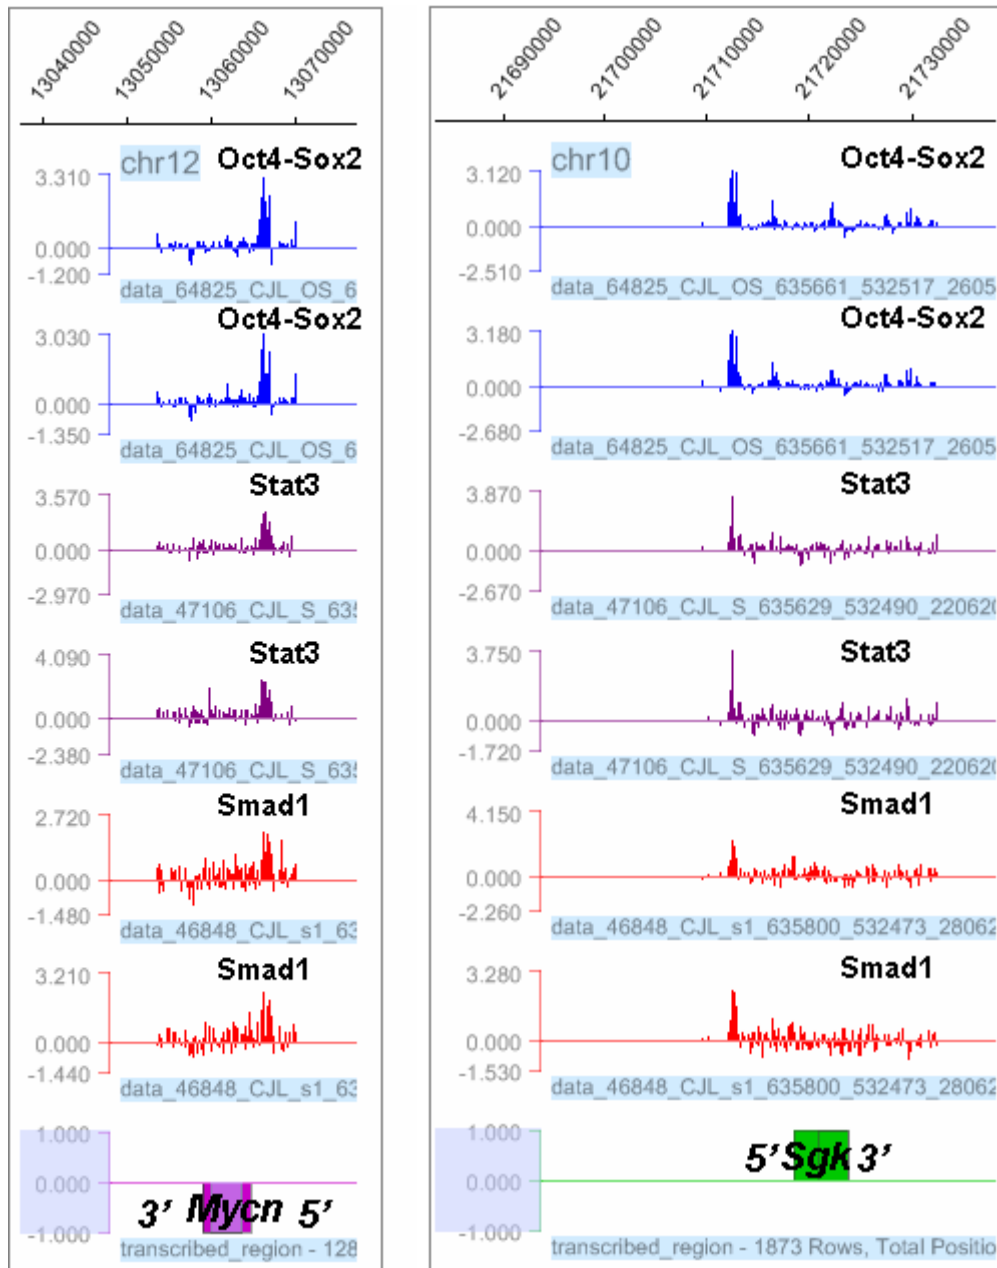 13040000
13050000
13060000
13070000
chr12 Oct4-Sox2
3.310
0.000
-1.200
data_64825_CJL_OS_6
Oct4-Sox2
3.030
0.000
-1.350
data_64825_CJL_OS_6
Stat3
3.570
0.000
-2.970
data_47106_CJL_S_635
Stat3
4.090
0.000
-2.380
data_47106_CJL_S_635
Smad1
2.720
0.000
-1.480
data_46848_CJL_s1_63
Smad1
3.210
0.000
-1.440
data_46848_CJL_s1_63
1.000
0.000
3’ Mycn 5’
-1.000
transcribed_region - 128
21690000
21700000
21710000
21720000
21730000
chr10 Oct4-Sox2
3.120
0.000
-2.510
data_64825_CJL_OS_635661_532517_2605
Oct4-Sox2
3.180
0.000
-2.680
data_64825_CJL_OS_635661_532517_2605
Stat3
3.870
0.000
-2.670
data_47106_CJL_S_635629_532490_220620
Stat3
3.750
0.000
-1.720
data_47106_CJL_S_635629_532490_220620
Smad1
4.150
0.000
-2.260
data_46848_CJL_s1_635800_532473_28062
Smad1
3.280
0.000
-1.530
data_46848_CJL_s1_635800_532473_28062
1.000
5’ Sgk 3’
0.000
-1.000
transcribed_region - 1873 Rows, Total Positio